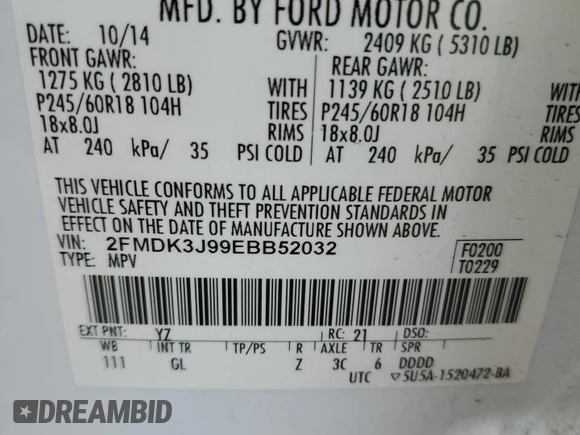 MFD. BY FORD MOTOR CO.
DATE: 10/14 GVWR: 2409 KG ( 5310 LB)
FRONT GAWR: REAR GAWR:
1275 KG ( 2810 LB) WITH 1139 KG ( 2510 LB) WITH
P245/60R18 104H TIRES P245/60R18 104H TIRES
18x8.0J RIMS 18x8.0J RIMS
AT 240 kPa/ 35 PSI COLD AT 240 kPa/ 35 PSI COLD
THIS VEHICLE CONFORMS TO ALL APPLICABLE FEDERAL MOTOR
VEHICLE SAFETY AND THEFT PREVENTION STANDARDS IN
EFFECT ON THE DATE OF MANUFACTURE SHOWN ABOVE.
VIN: 2FMDK3J99EBB52032 F0200
TYPE: MPV T0229
EXT PNT: YZ RC: 21 DSO:
WB INT TR TP/PS R AXLE TR SPR
111 GL Z 3C 6 DDDD
UTC ▽5U5A-1520472-BA
DREAMBID